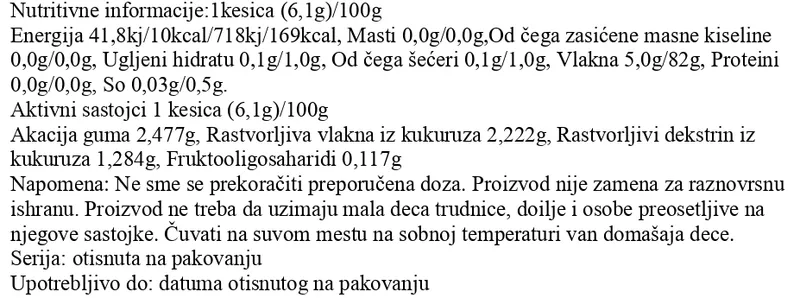 Nutritivne informacije:1kesica (6,1g)/100g
Energija 41,8kj/10kcal/718kj/169kcal, Masti 0,0g/0,0g,Od čega zasićene masne kiseline
0,0g/0,0g, Ugljeni hidratu 0,1g/1,0g, Od čega šećeri 0,1g/1,0g, Vlakna 5,0g/82g, Proteini
0,0g/0,0g, So 0,03g/0,5g.
Aktivni sastojci 1 kesica (6,1g)/100g
Akacija guma 2,477g, Rastvorljiva vlakna iz kukuruza 2,222g, Rastvorljivi dekstrin iz
kukuruza 1,284g, Fruktooligosaharidi 0,117g
Napomena: Ne sme se prekoračiti preporučena doza. Proizvod nije zamena za raznovrsnu
ishranu. Proizvod ne treba da uzimaju mala deca trudnice, doilje i osobe preosetljive na
njegove sastojke. Čuvati na suvom mestu na sobnoj temperaturi van domašaja dece.
Serija: otisnuta na pakovanju
Upotrebljivo do: datuma otisnutog na pakovanju